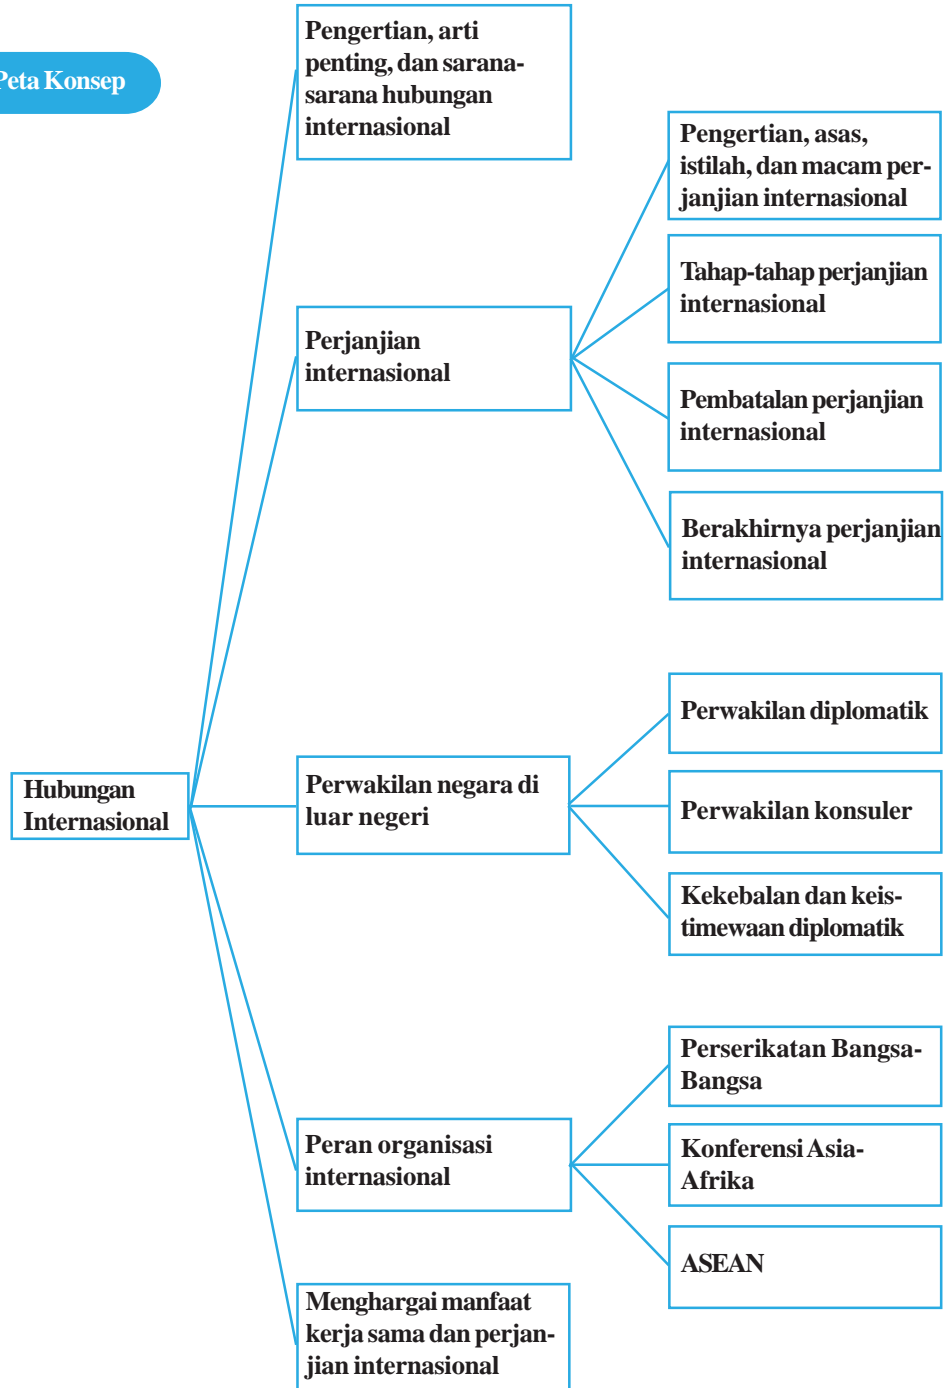 Peta Konsep
Pengertian, arti
penting, dan sarana-
sarana hubungan
internasional
Pengertian, asas,
istilah, dan macam per-
janjian internasional
Tahap-tahap perjanjian
internasional
Perjanjian
internasional
Pembatalan perjanjian
internasional
Berakhirnya perjanjian
internasional
Perwakilan diplomatik
Hubungan
Internasional
Perwakilan negara di
luar negeri
Perwakilan konsuler
Kekebalan dan keis-
timewaan diplomatik
Perserikatan Bangsa-
Bangsa
Peran organisasi
internasional
Konferensi Asia-
Afrika
ASEAN
Menghargai manfaat
kerja sama dan perjan-
jian internasional